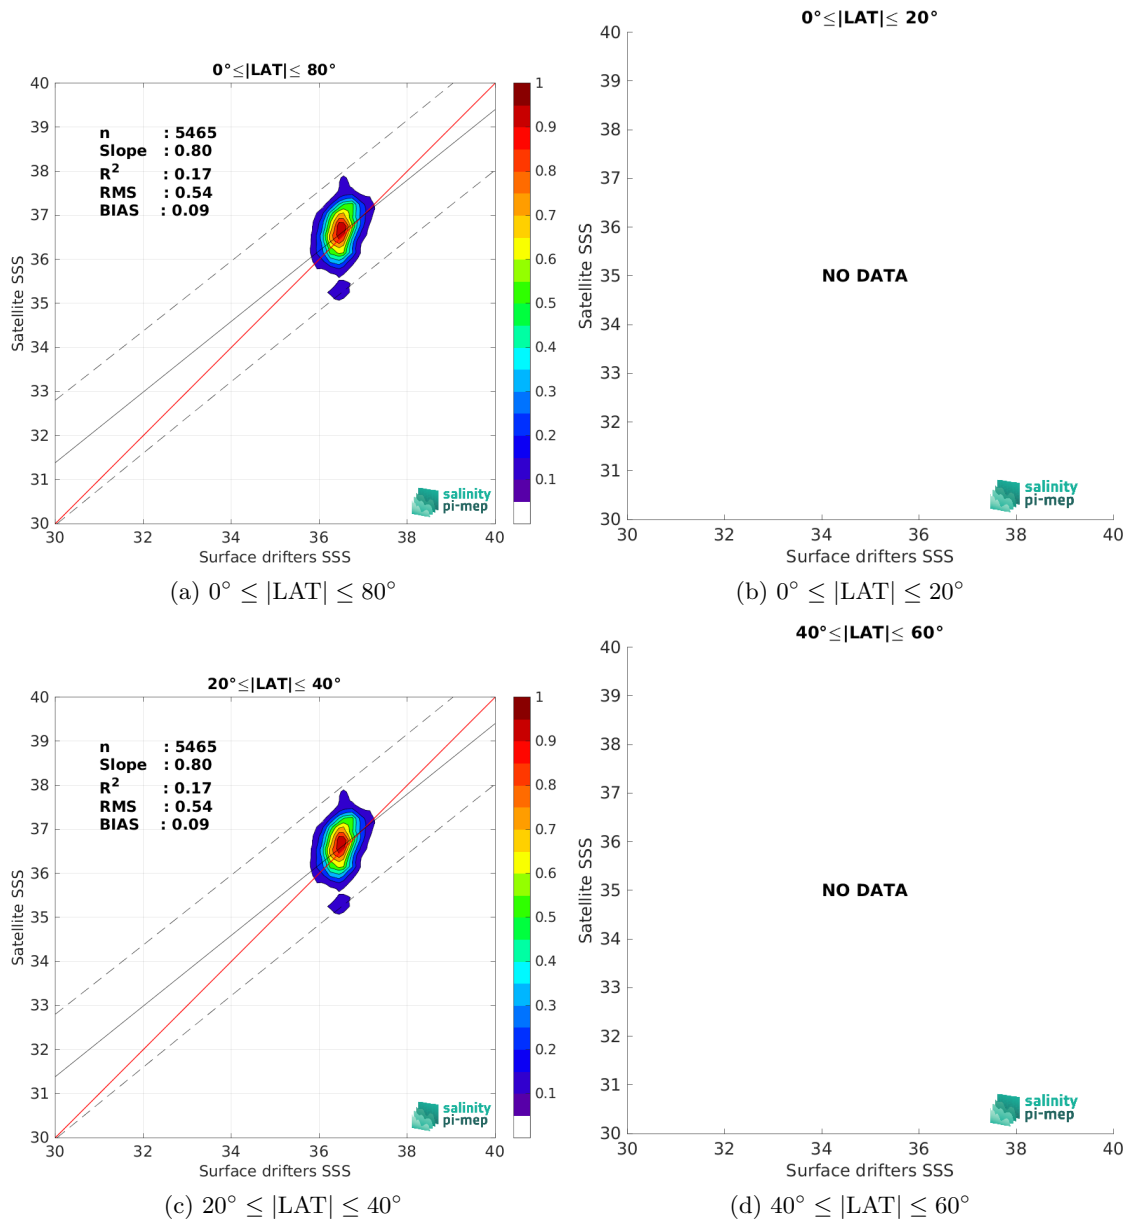 0°≤|LAT|≤ 80°
40
39
38
37
36
35
34
33
32
31
30
Satellite SSS
n : 5465
Slope : 0.80
R² : 0.17
RMS : 0.54
BIAS : 0.09
1
0.9
0.8
0.7
0.6
0.5
0.4
0.3
0.2
0.1
salinity
pi-mep
30 32 34 36 38 40
Surface drifters SSS
(a) 0° ≤ |LAT| ≤ 80°
0°≤|LAT|≤ 20°
40
39
38
37
36
35
34
33
32
31
30
Satellite SSS
NO DATA
salinity
pi-mep
30 32 34 36 38 40
Surface drifters SSS
(b) 0° ≤ |LAT| ≤ 20°
20°≤|LAT|≤ 40°
40
39
38
37
36
35
34
33
32
31
30
Satellite SSS
n : 5465
Slope : 0.80
R² : 0.17
RMS : 0.54
BIAS : 0.09
1
0.9
0.8
0.7
0.6
0.5
0.4
0.3
0.2
0.1
salinity
pi-mep
30 32 34 36 38 40
Surface drifters SSS
(c) 20° ≤ |LAT| ≤ 40°
40°≤|LAT|≤ 60°
40
39
38
37
36
35
34
33
32
31
30
Satellite SSS
NO DATA
salinity
pi-mep
30 32 34 36 38 40
Surface drifters SSS
(d) 40° ≤ |LAT| ≤ 60°